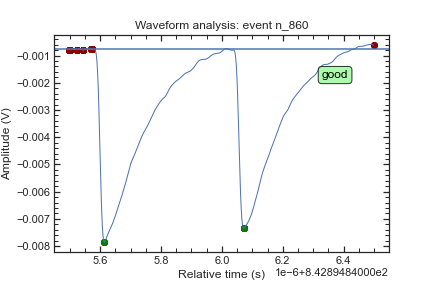 Waveform analysis: event n_860
−0.001
−0.002
−0.003
−0.004
−0.005
−0.006
−0.007
−0.008
Amplitude (V)
good
5.6 5.8 6.0 6.2 6.4
Relative time (s)
1e−6+8.4289484000e2